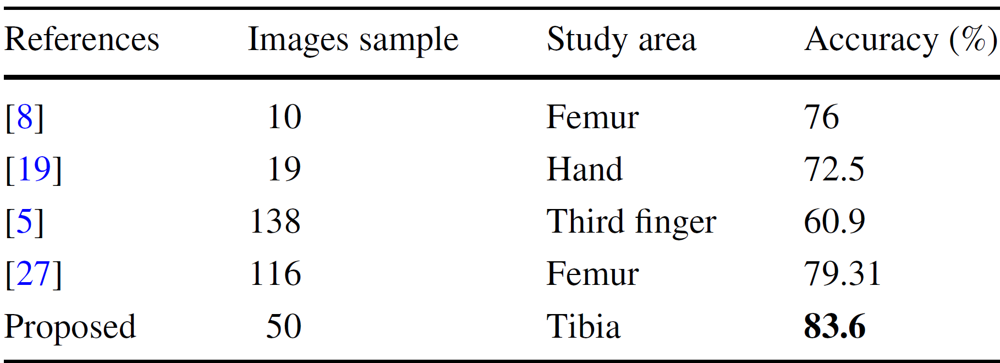 References Images sample Study area Accuracy (%)
[8] 10 Femur 76
[19] 19 Hand 72.5
[5] 138 Third finger 60.9
[27] 116 Femur 79.31
Proposed 50 Tibia 83.6